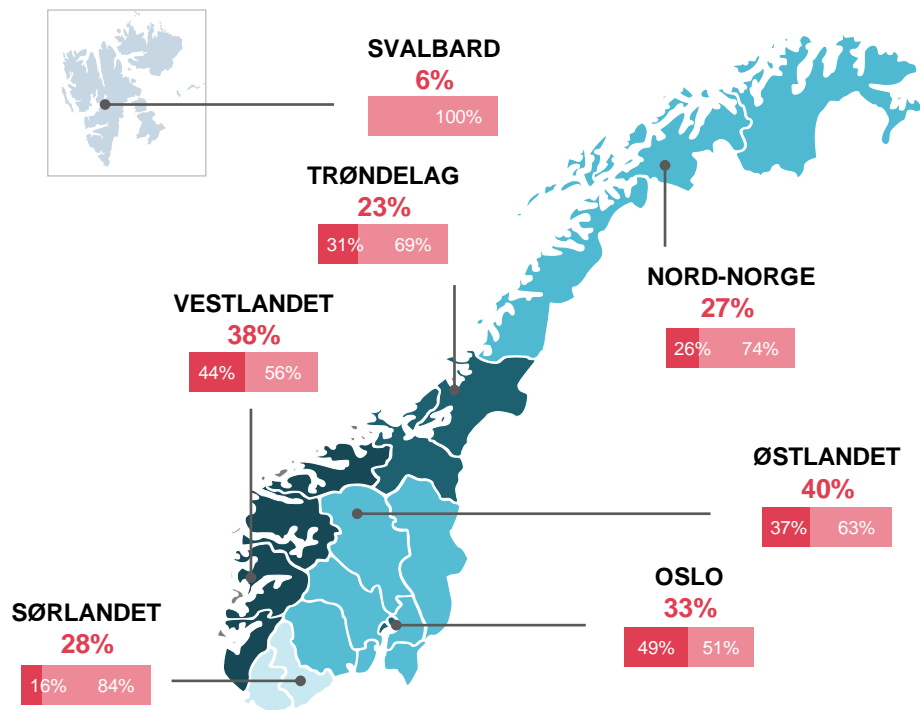 SVALBARD
6%
100%
TRØNDELAG
23%
31% 69%
NORD-NORGE
27%
26% 74%
VESTLANDET
38%
44% 56%
ØSTLANDET
40%
37% 63%
OSLO
33%
49% 51%
SØRLANDET
28%
16% 84%